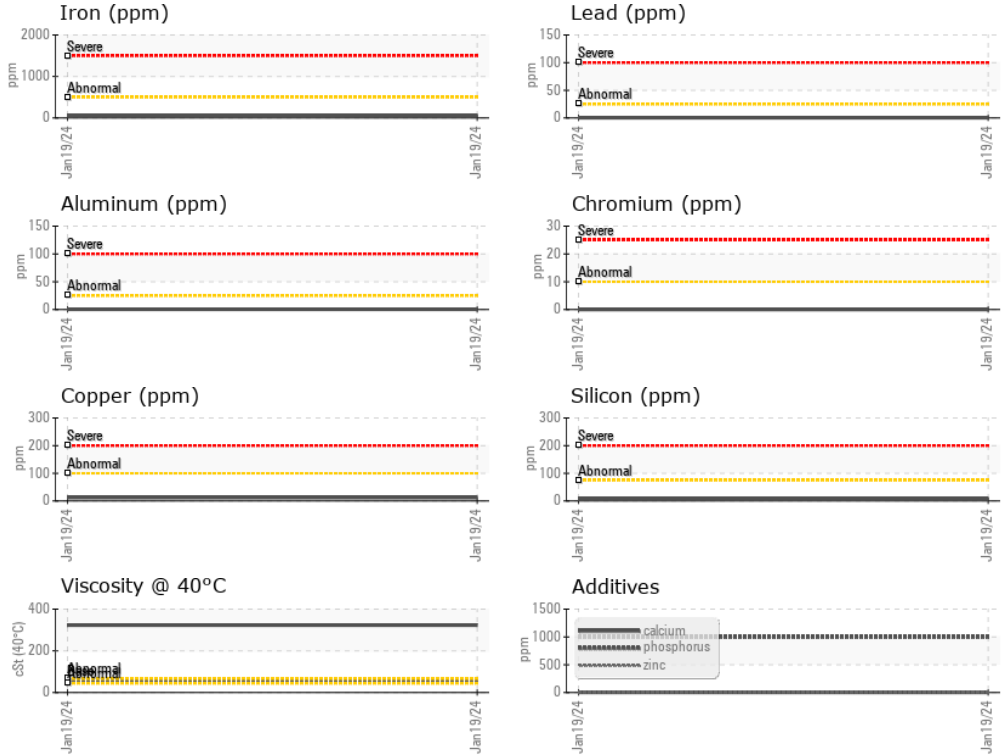 Iron (ppm)
2000
1000
0
ppm
Severe
Abnormal
Jan19/24
Jan19/24
Lead (ppm)
150
100
50
0
ppm
Severe
Abnormal
Jan19/24
Jan19/24
Aluminum (ppm)
150
100
50
0
ppm
Severe
Abnormal
Jan19/24
Jan19/24
Chromium (ppm)
30
20
10
0
ppm
Severe
Abnormal
Jan19/24
Jan19/24
Copper (ppm)
300
200
100
0
ppm
Severe
Abnormal
Jan19/24
Jan19/24
Silicon (ppm)
300
200
100
0
ppm
Severe
Abnormal
Jan19/24
Jan19/24
Viscosity @ 40°C
400
200
0
cSt (40°C)
Abnormal
Abnormal
Jan19/24
Jan19/24
Additives
1500
1000
500
0
ppm
calcium
phosphorus
zinc
Jan19/24
Jan19/24